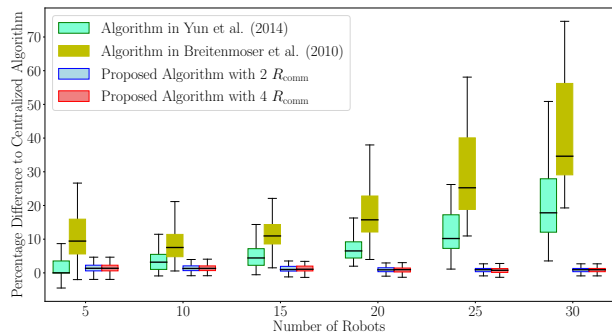 Algorithm in Yun et al. (2014)
Algorithm in Breitenmoser et al. (2010)
Proposed Algorithm with 2 R_comm
Proposed Algorithm with 4 R_comm
Percentage Difference to Centralized Algorithm
70
60
50
40
30
20
10
0
5 10 15 20 25 30
Number of Robots